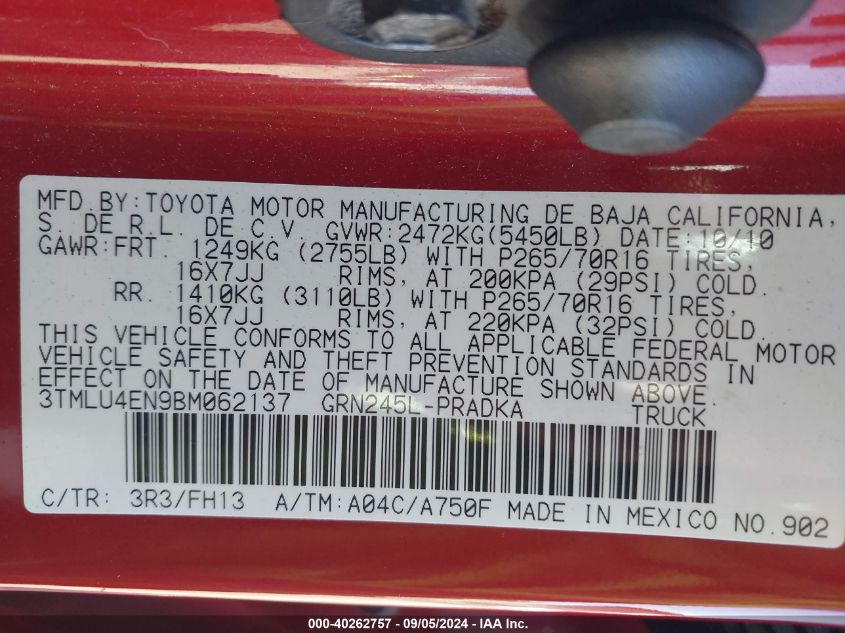 MFD.BY:TOYOTA MOTOR MANUFACTURING DE BAJA CALIFORNIA,
S. DE R.L. DE C.V. GVWR:2472KG(5450LB) DATE:10/10
GAWR:FRT. 1249KG (2755LB) WITH P265/70R16 TIRES,
16X7JJ RIMS, AT 200KPA (29PSI) COLD.
RR. 1410KG (3110LB) WITH P265/70R16 TIRES,
16X7JJ RIMS, AT 220KPA (32PSI) COLD.
THIS VEHICLE CONFORMS TO ALL APPLICABLE FEDERAL MOTOR
VEHICLE SAFETY AND THEFT PREVENTION STANDARDS IN
EFFECT ON THE DATE OF MANUFACTURE SHOWN ABOVE.
3TMLU4EN9BM062137 GRN245L-PRADKA TRUCK
C/TR: 3R3/FH13 A/TM:A04C/A750F MADE IN MEXICO NO.902
000-40262757 - 09/05/2024 - IAA Inc.